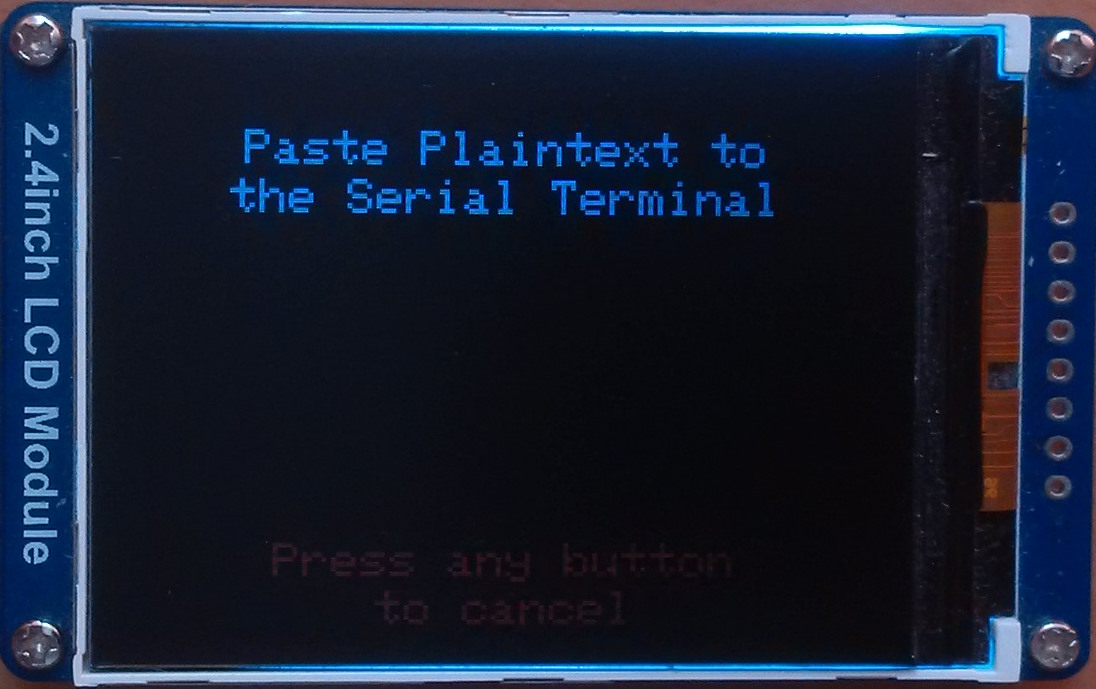 Paste Plaintext to
the Serial Terminal
Press any button
to cancel
2.4inch LCD Module